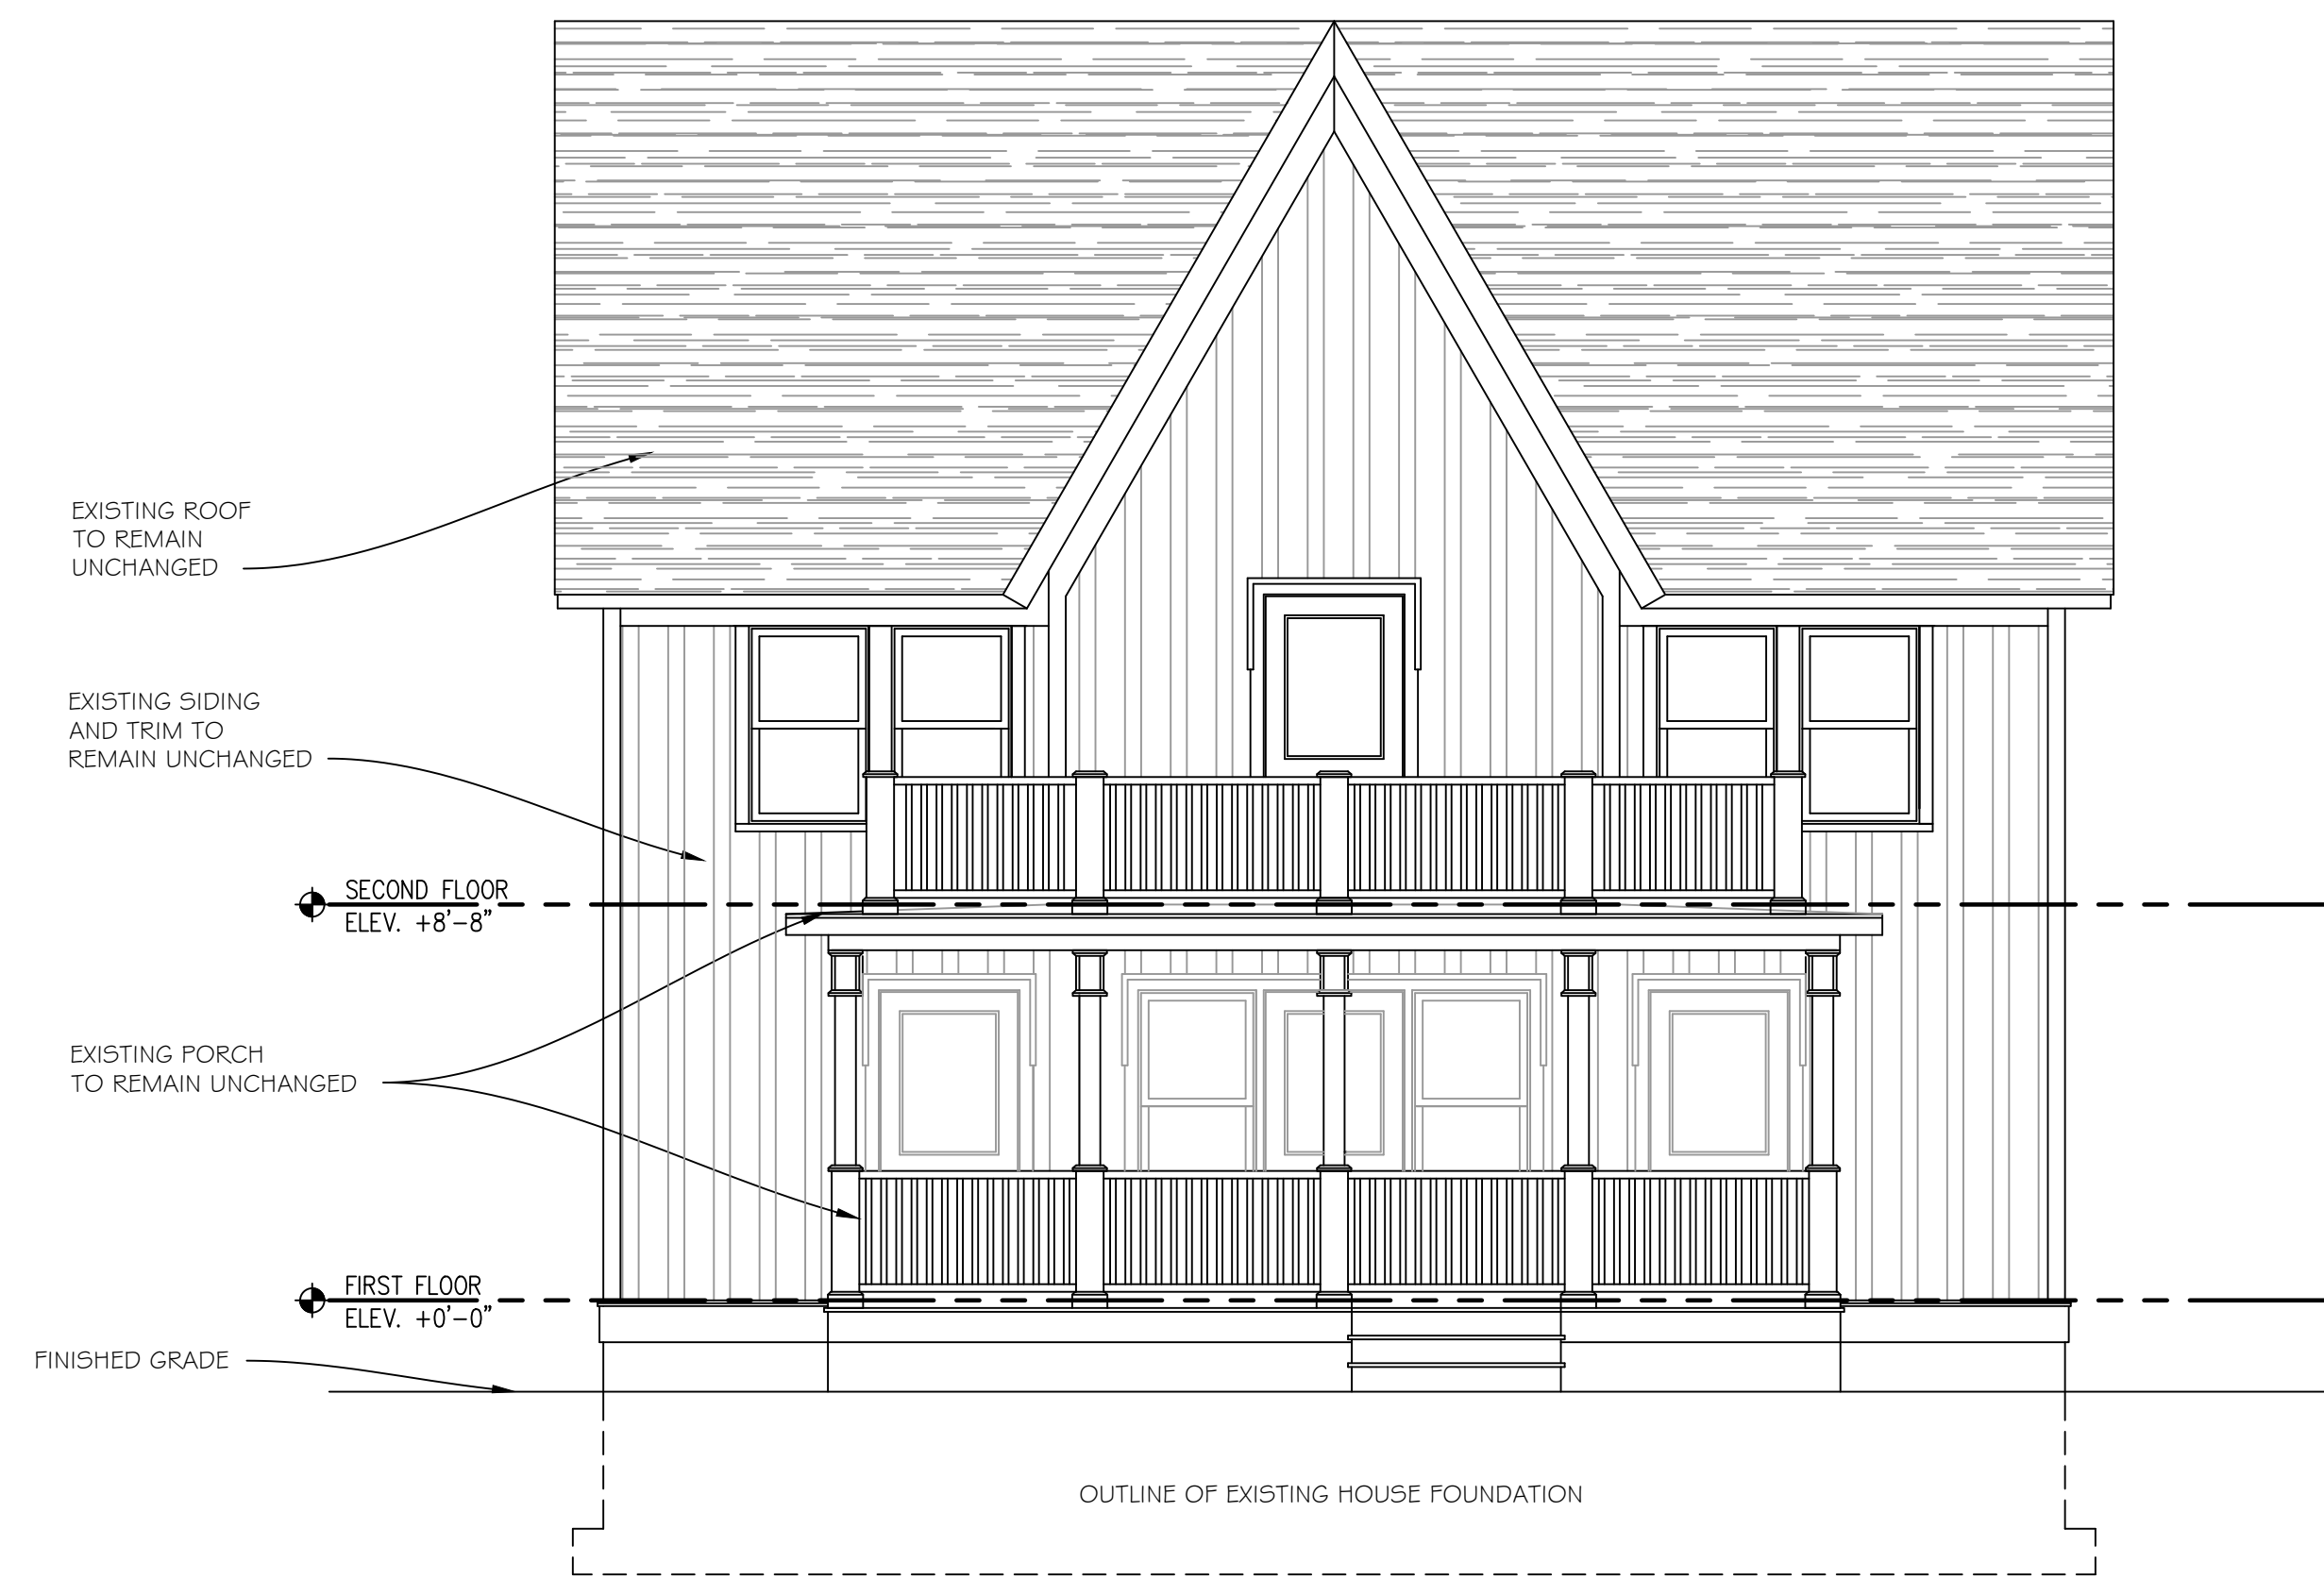 EXISTING ROOF
TO REMAIN
UNCHANGED
EXISTING SIDING
AND TRIM TO
REMAIN UNCHANGED
SECOND FLOOR
ELEV. +8'-8"
EXISTING PORCH
TO REMAIN UNCHANGED
FIRST FLOOR
ELEV. +0'-0"
FINISHED GRADE
OUTLINE OF EXISTING HOUSE FOUNDATION